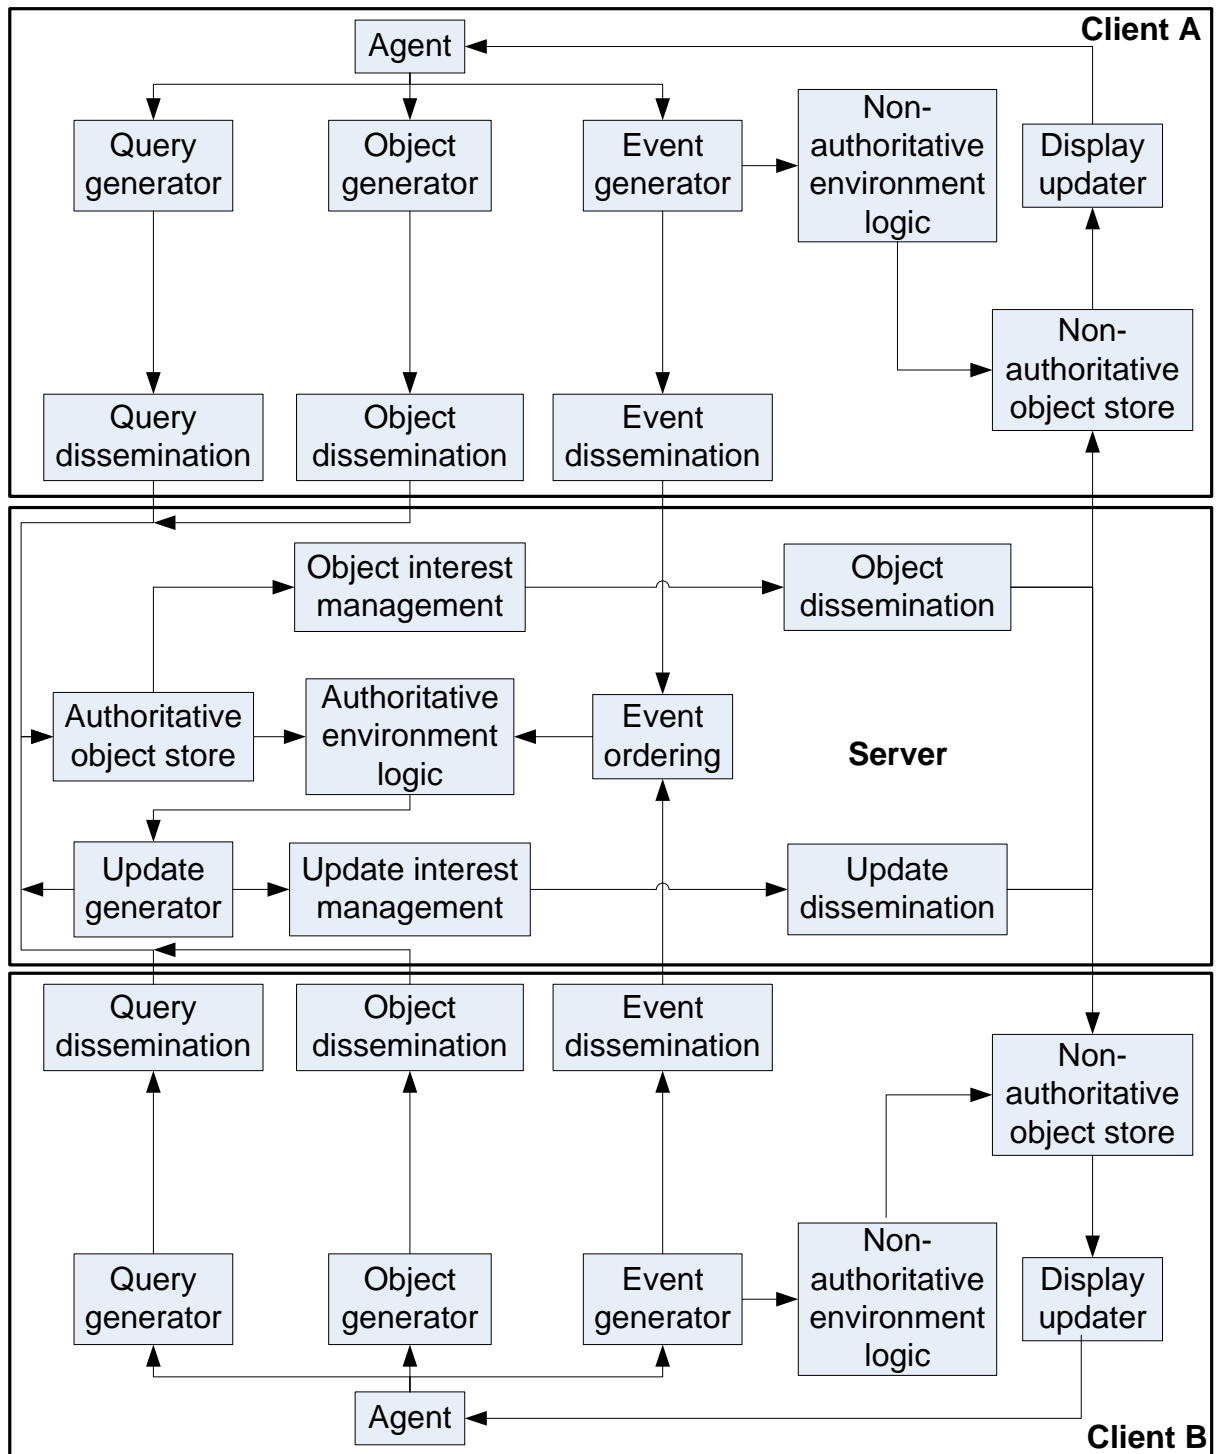 Client A
Agent
Query
generator
Object
generator
Event
generator
Non-
authoritative
environment
logic
Display
updater
Non-
authoritative
object store
Query
dissemination
Object
dissemination
Event
dissemination
Object interest
management
Object
dissemination
Authoritative
object store
Authoritative
environment
logic
Event
ordering
Server
Update
generator
Update interest
management
Update
dissemination
Query
dissemination
Object
dissemination
Event
dissemination
Non-
authoritative
object store
Query
generator
Object
generator
Event
generator
Non-
authoritative
environment
logic
Display
updater
Agent
Client B